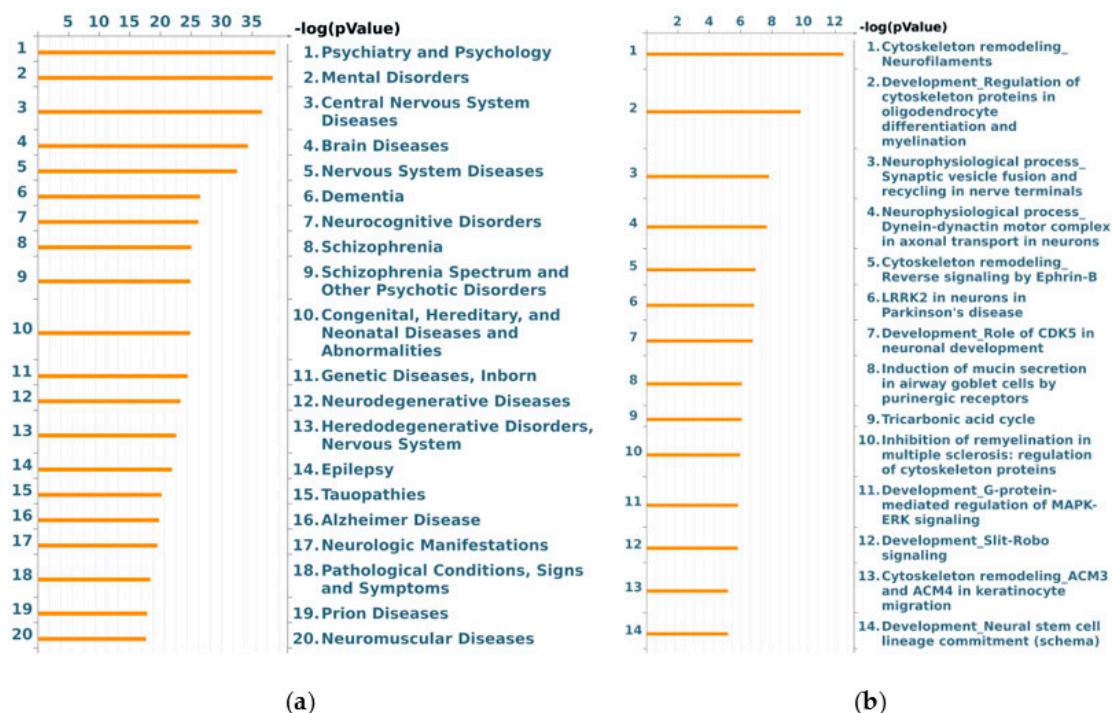 5 10 15 20 25 30 35
-log(pValue)
1 1. Psychiatry and Psychology
2 2. Mental Disorders
3 3. Central Nervous System
Diseases
4 4. Brain Diseases
5 5. Nervous System Diseases
6 6. Dementia
7 7. Neurocognitive Disorders
8 8. Schizophrenia
9 9. Schizophrenia Spectrum and
Other Psychotic Disorders
10 10. Congenital, Hereditary, and
Neonatal Diseases and
Abnormalities
11 11. Genetic Diseases, Inborn
12 12. Neurodegenerative Diseases
13 13. Heredodegenerative Disorders,
Nervous System
14 14. Epilepsy
15 15. Tauopathies
16 16. Alzheimer Disease
17 17. Neurologic Manifestations
18 18. Pathological Conditions, Signs
and Symptoms
19 19. Prion Diseases
20 20. Neuromuscular Diseases
(a)
2 4 6 8 10 12
-log(pValue)
1 1. Cytoskeleton remodeling_
Neurofilaments
2 2. Development_Regulation of
cytoskeleton proteins in
oligodendrocyte
differentiation and
myelination
3 3. Neurophysiological process_
Synaptic vesicle fusion and
recycling in nerve terminals
4 4. Neurophysiological process_
Dynein-dynactin motor complex
in axonal transport in neurons
5 5. Cytoskeleton remodeling_
Reverse signaling by Ephrin-B
6 6. LRRK2 in neurons in
Parkinson's disease
7 7. Development_Role of CDK5 in
neuronal development
8 8. Induction of mucin secretion
in airway goblet cells by
purinergic receptors
9 9. Tricarbonic acid cycle
10 10. Inhibition of remyelination in
multiple sclerosis: regulation
of cytoskeleton proteins
11 11. Development_G-protein-
mediated regulation of MAPK-
ERK signaling
12 12. Development_Slit-Robo
signaling
13 13. Cytoskeleton remodeling_ACM3
and ACM4 in keratinocyte
migration
14 14. Development_Neural stem cell
lineage commitment (schema)
(b)